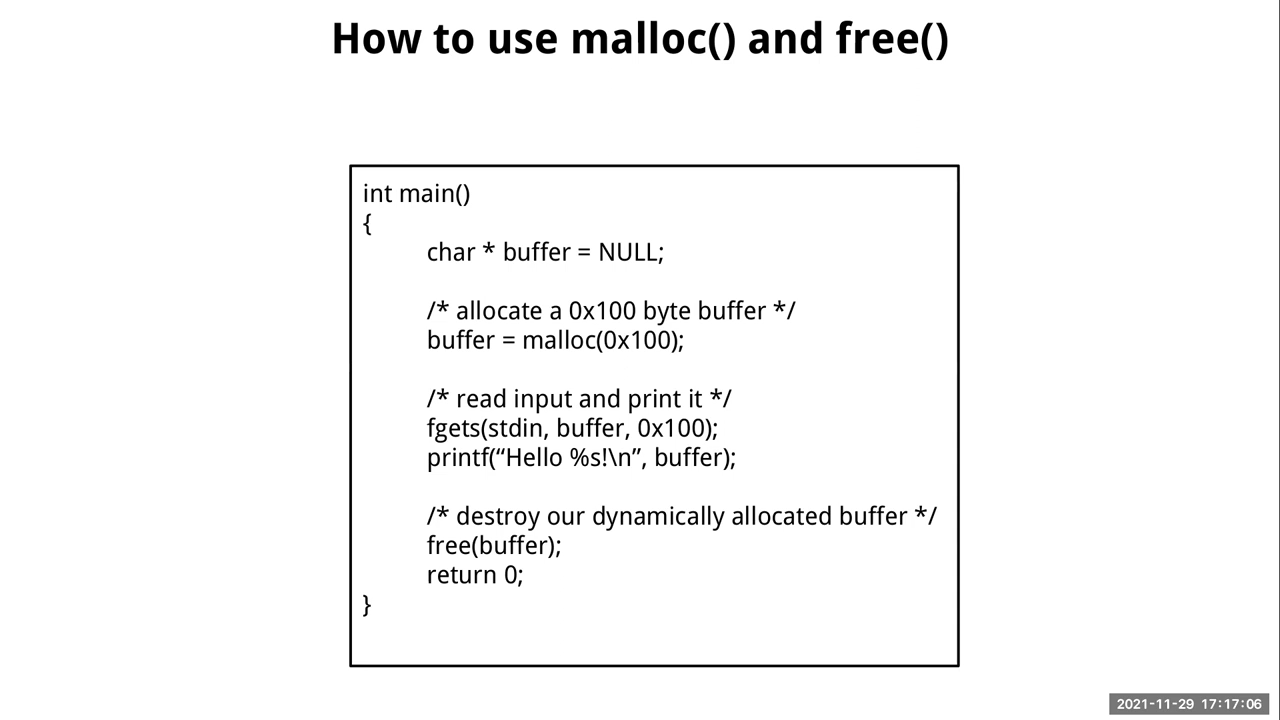 How to use malloc() and free()
int main()
{
char * buffer = NULL;
/* allocate a 0x100 byte buffer */
buffer = malloc(0x100);
/* read input and print it */
fgets(stdin, buffer, 0x100);
printf(“Hello %s!\n”, buffer);
/* destroy our dynamically allocated buffer */
free(buffer);
return 0;
}
2021-11-29 17:17:06